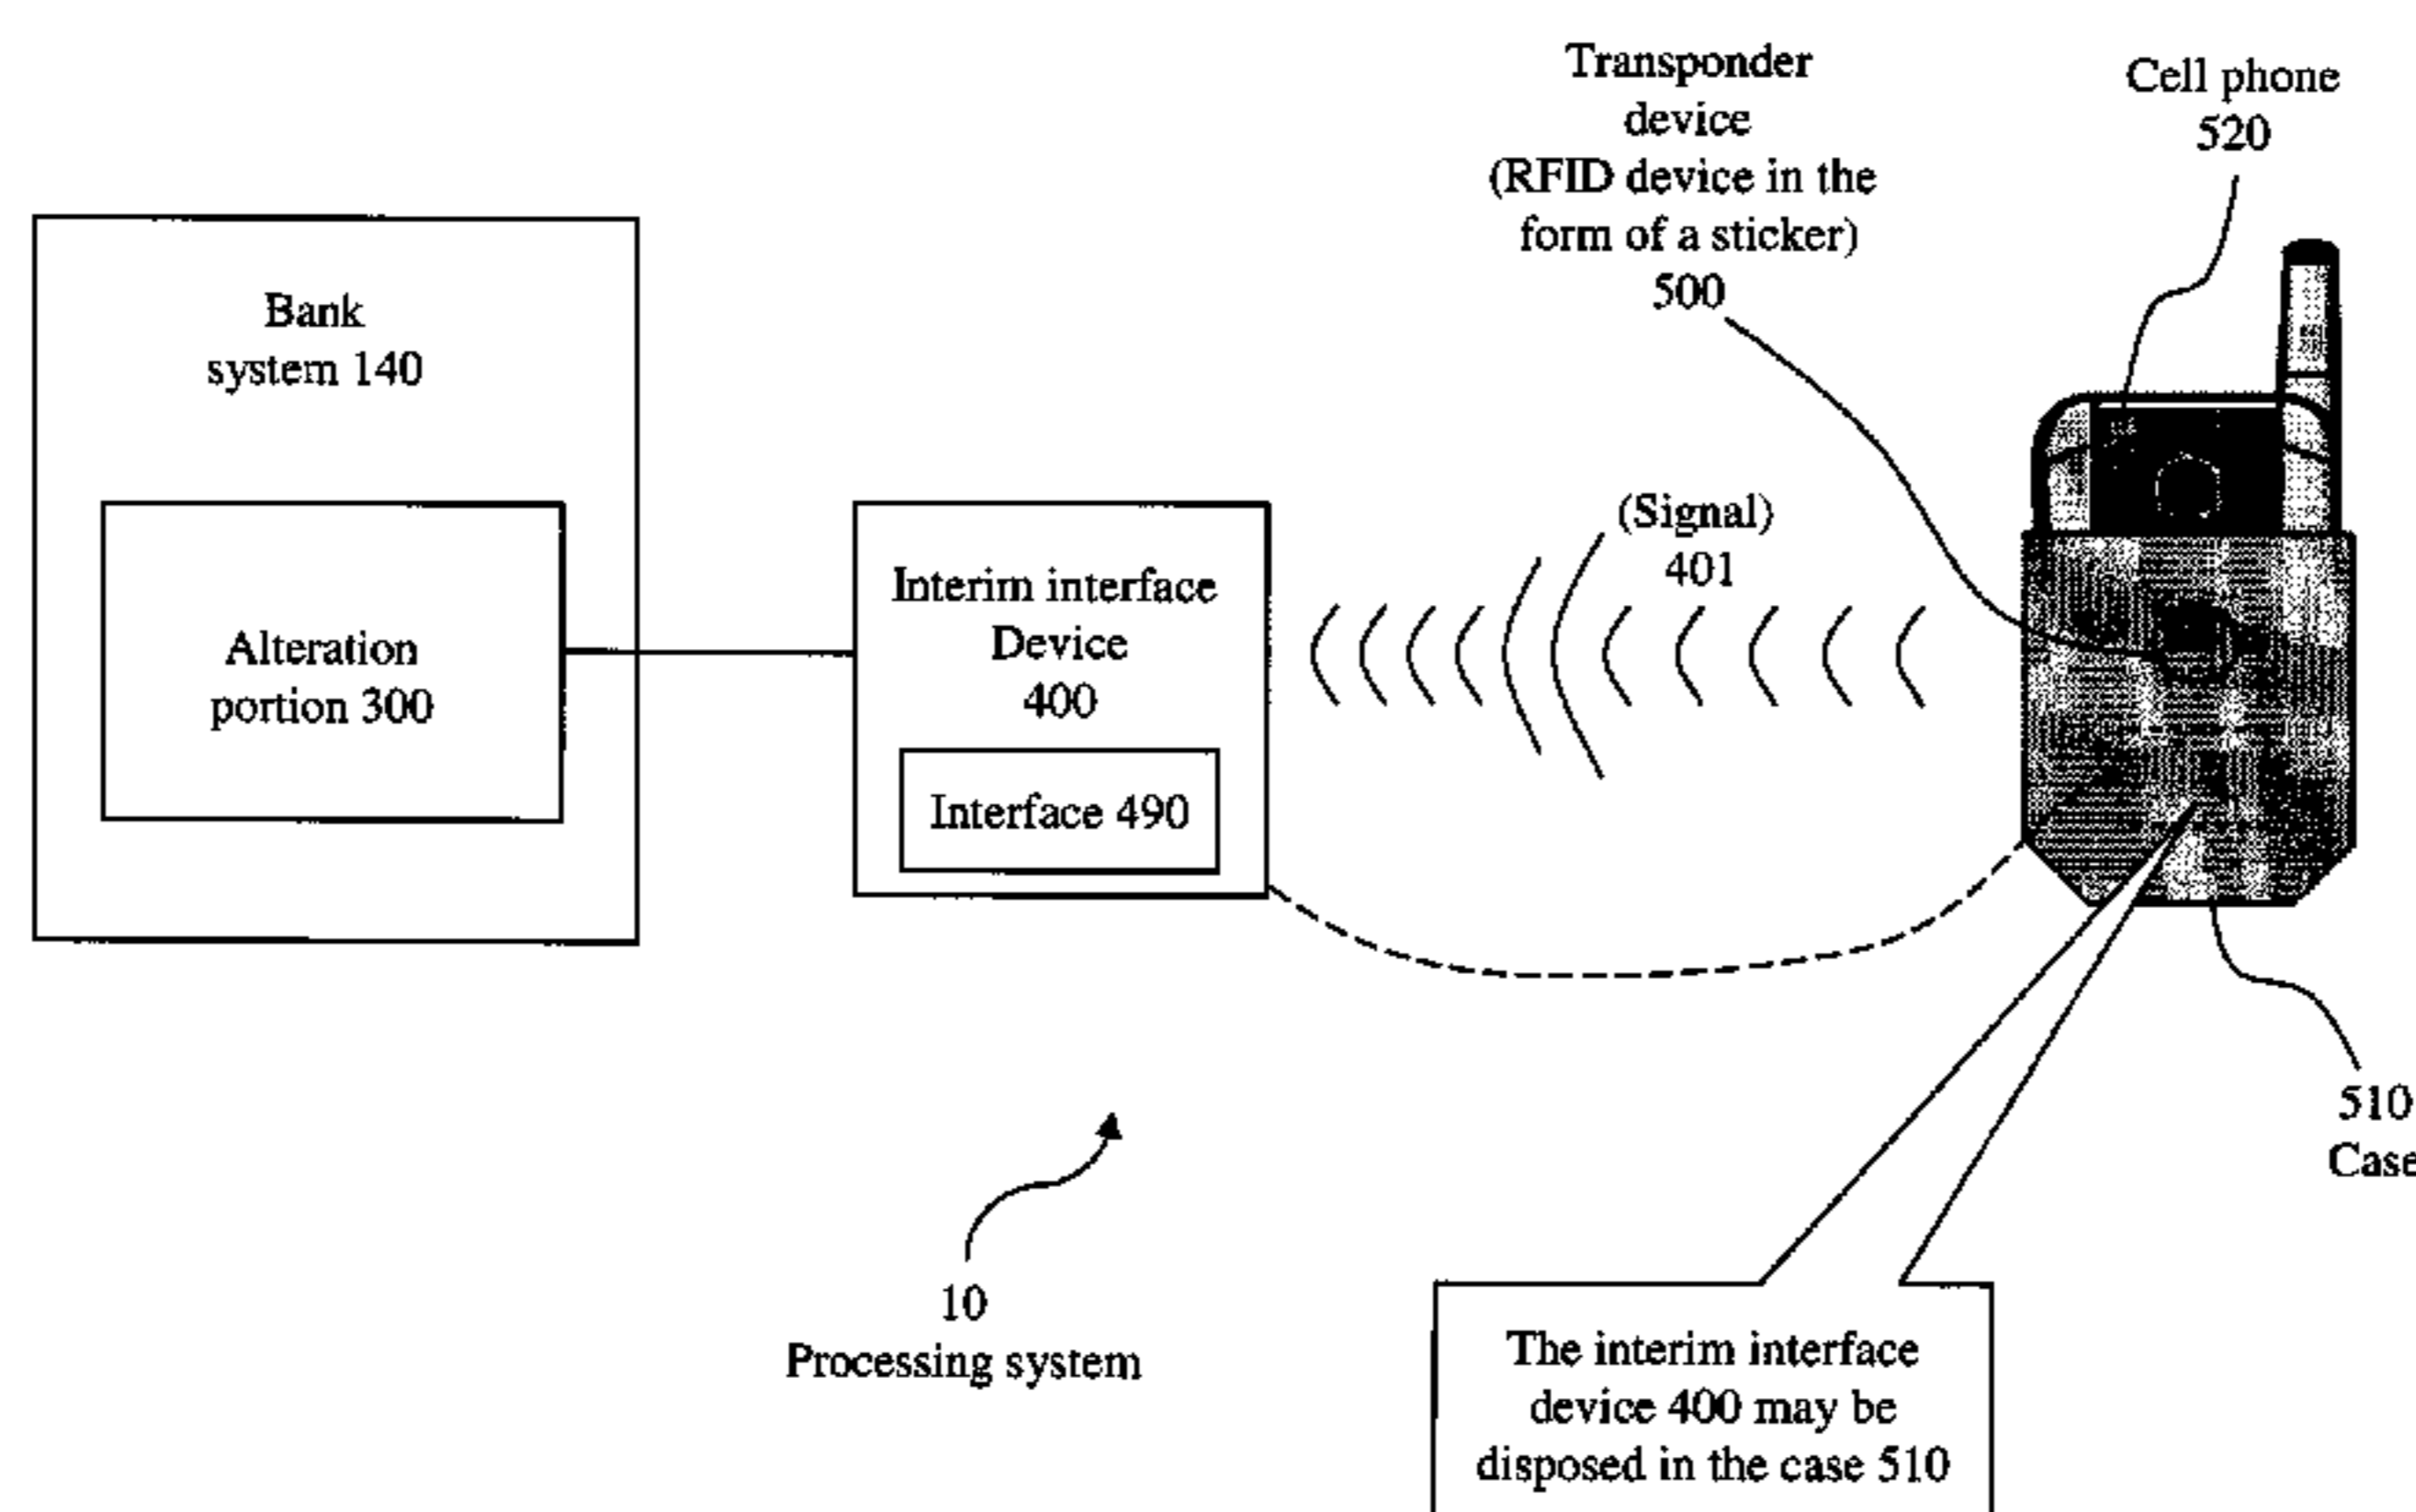 Transponder
device
(RFID device in the
form of a sticker)
500
Cell phone
520
Bank
system 140
Alteration
portion 300
Interim interface
Device
400
Interface 490
(Signal)
401
510
Case
10
Processing system
The interim interface
device 400 may be
disposed in the case 510